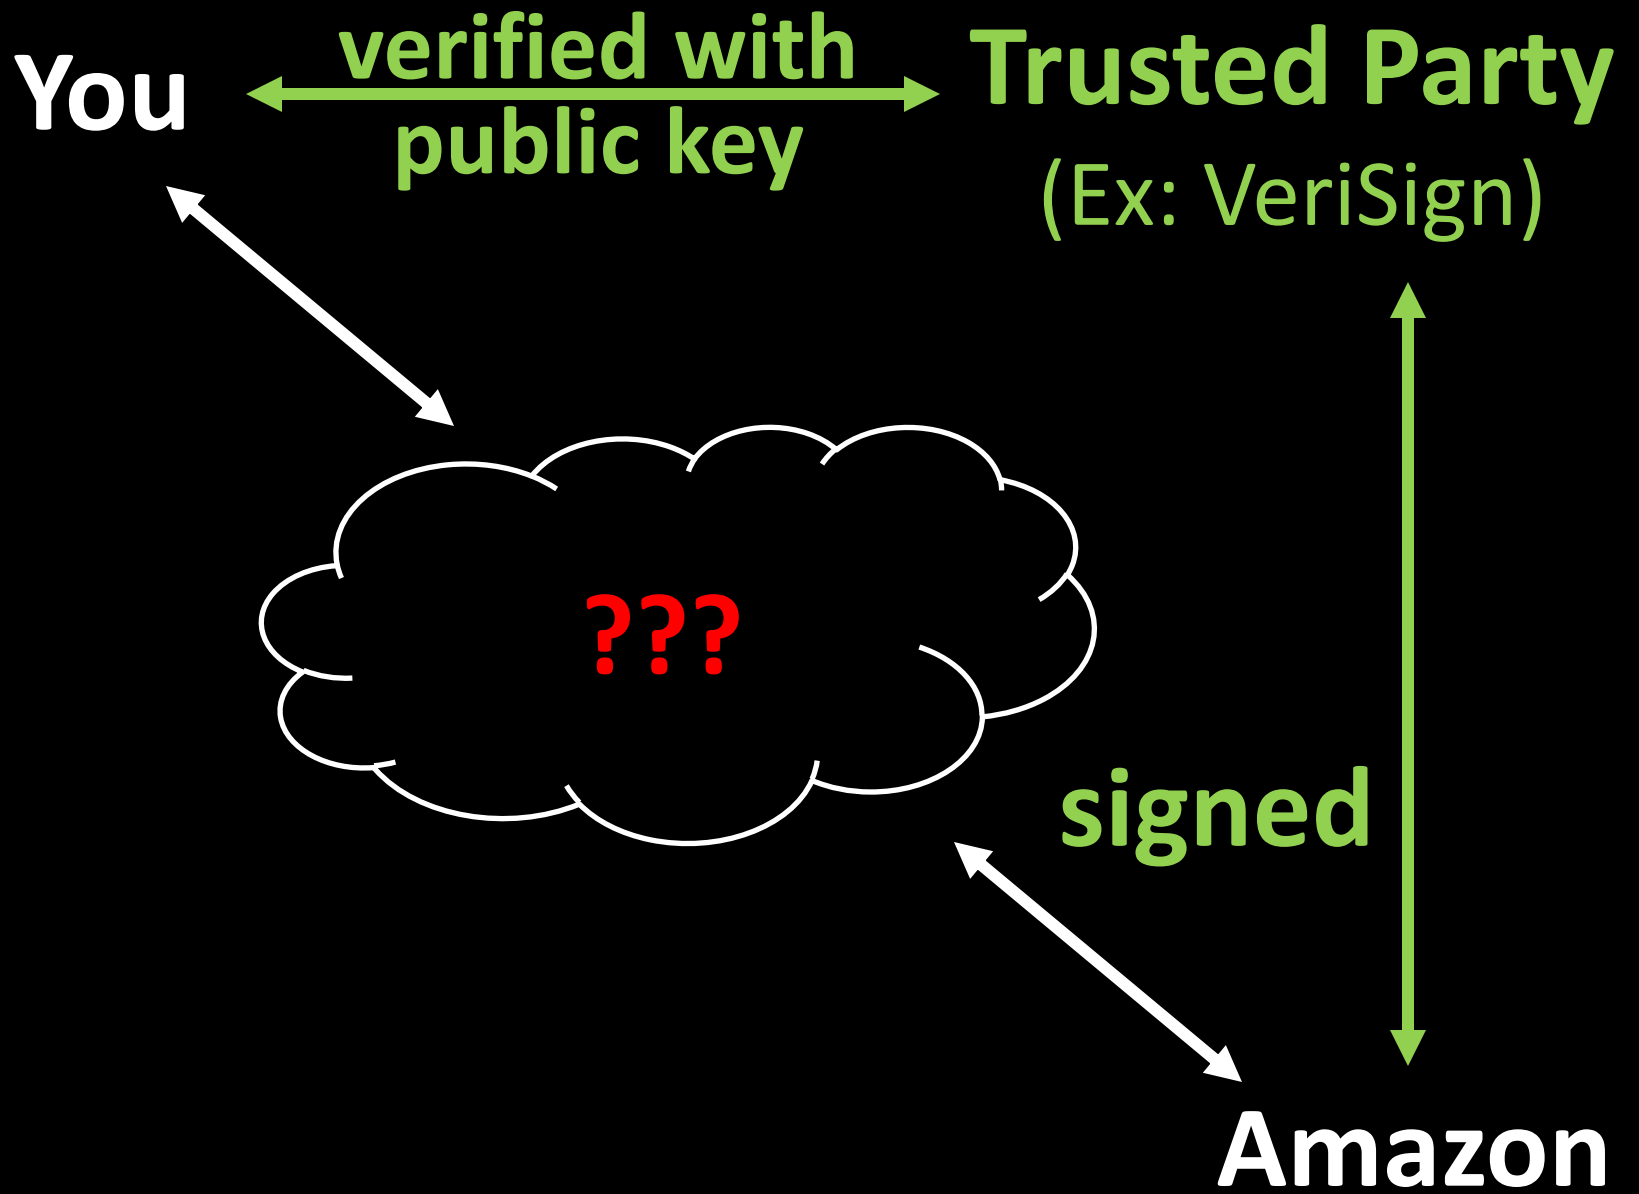 You
verified with
public key
Trusted Party
(Ex: VeriSign)
???
signed
Amazon